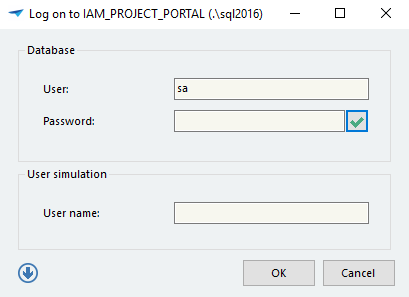 Log on to IAM_PROJECT_PORTAL (.\sql2016)
Database
User: sa
Password:
User simulation
User name:
OK Cancel